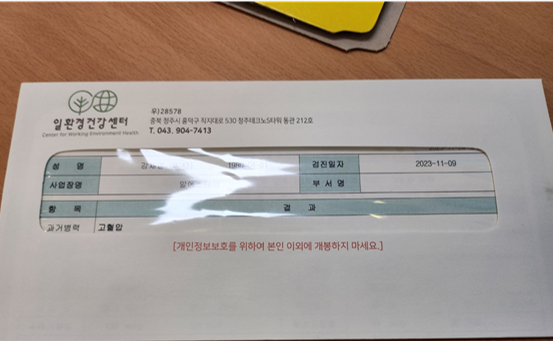 일환경건강센터
Center for Working Environment Health
우)28578
충북 청주시 흥덕구 직지대로 530 청주테크노S타워 동관 212호
T. 043. 904-7413
성 명 검진일자 2023-11-09
사업장명 부서명
항 목 결 과
과거병력 고혈압
[개인정보보호를 위하여 본인 이외에 개봉하지 마세요.]